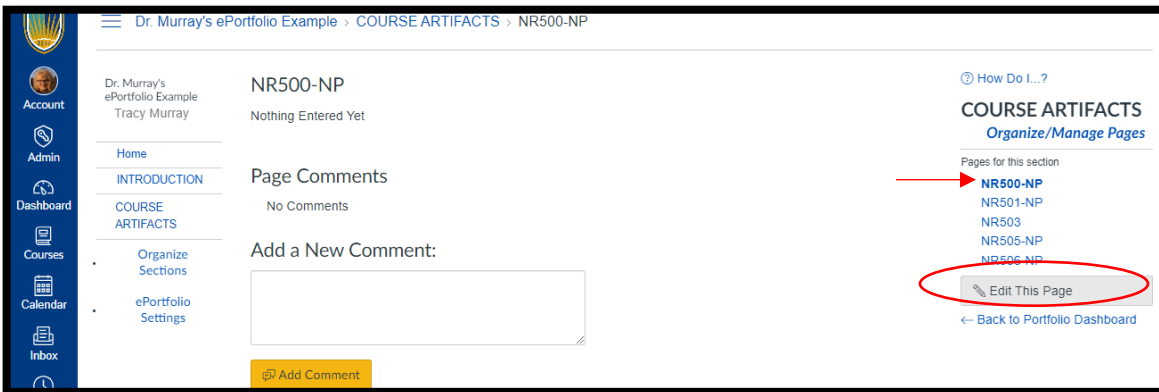 Dr. Murray's ePortfolio Example > COURSE ARTIFACTS > NR500-NP
Account
Admin
Dashboard
Courses
Calendar
Inbox
Dr. Murray's
ePortfolio Example
Tracy Murray
Home
INTRODUCTION
COURSE
ARTIFACTS
Organize
Sections
ePortfolio
Settings
NR500-NP
Nothing Entered Yet
Page Comments
No Comments
Add a New Comment:
Add Comment
How Do I...?
COURSE ARTIFACTS
Organize/Manage Pages
Pages for this section
NR500-NP
NR501-NP
NR503
NR505-NP
NR506-NP
Edit This Page
← Back to Portfolio Dashboard